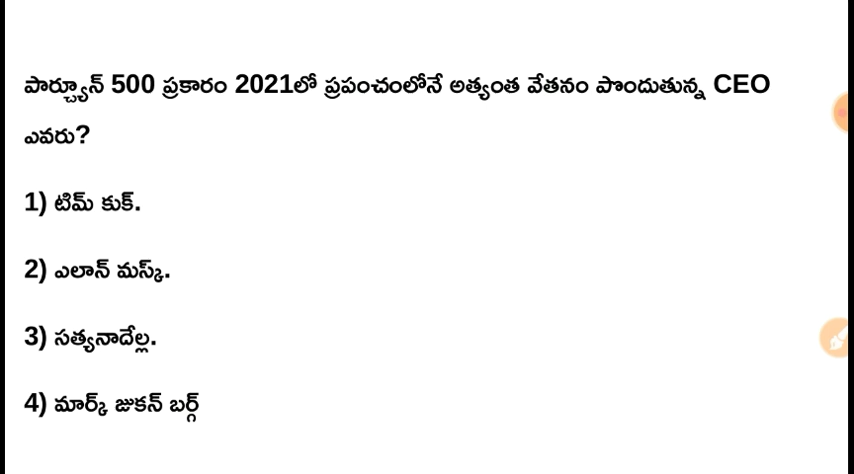 పార్చ్యూన్ 500 ప్రకారం 2021లో ప్రపంచంలోనే అత్యంత వేతనం పొందుతున్న CEO
ఎవరు?
1) టిమ్ కుక్.
2) ఎలాన్ మస్క్.
3) సత్యనాదేల్ల.
4) మార్క్ జుకన్ బర్గ్